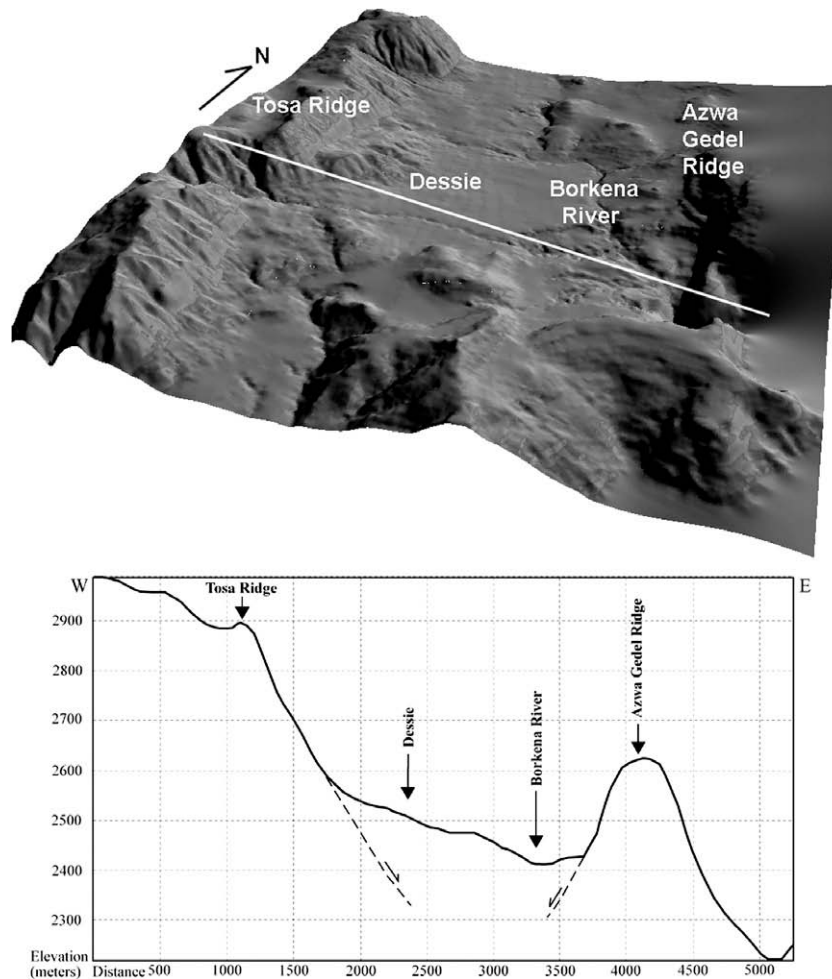 N
Tosa Ridge
Azwa
Gedel
Ridge
Dessie
Borkena
River
W
E
Tosa Ridge
Dessie
Borkena River
Azwa Gedel Ridge
2900
2800
2700
2600
2500
2400
2300
Elevation
(meters)
Distance 500 1000 1500 2000 2500 3000 3500 4000 4500 5000